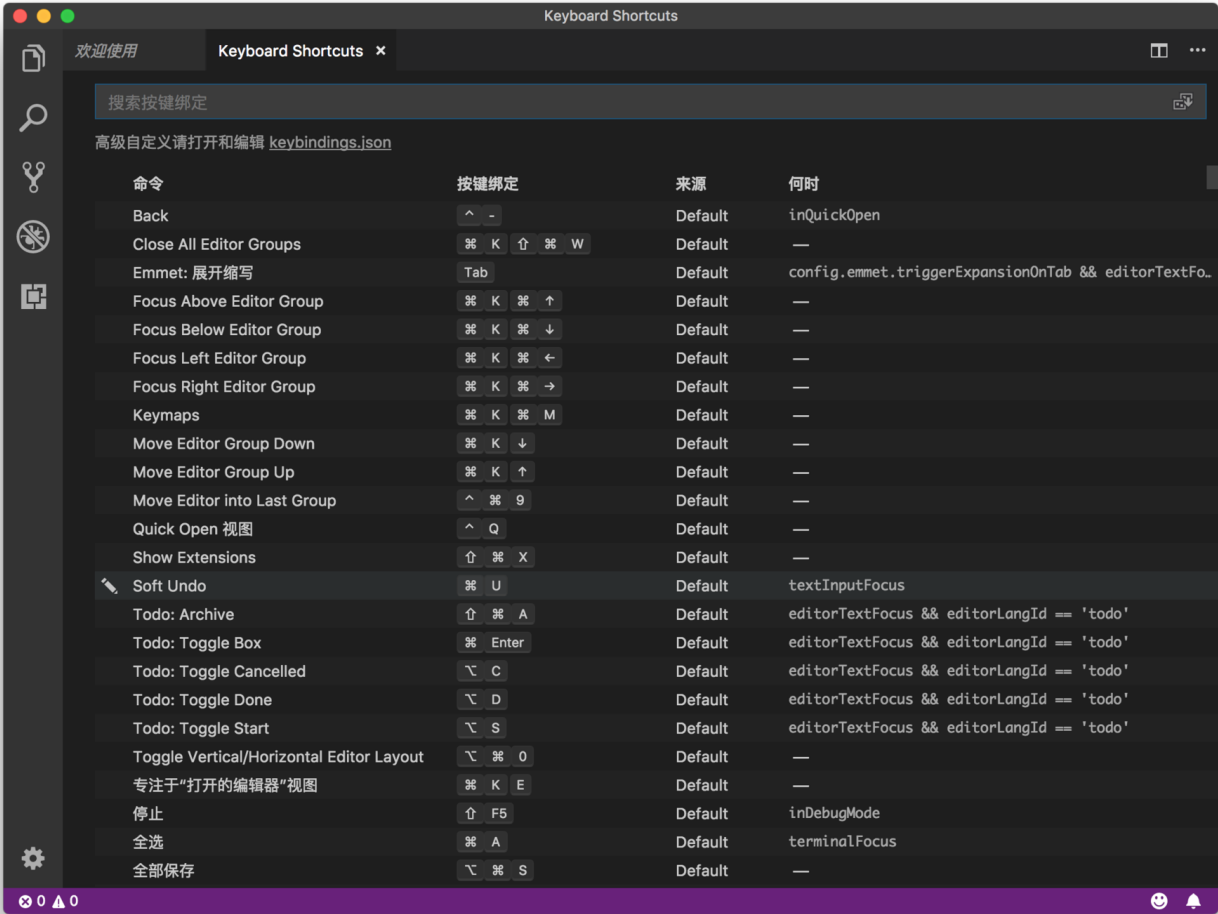 Keyboard Shortcuts
欢迎使用 Keyboard Shortcuts ×
搜索按键绑定
高级自定义请打开和编辑 keybindings.json
命令 按键绑定 来源 何时
Back ^ - Default inQuickOpen
Close All Editor Groups ⌘ K ⇧ ⌘ W Default —
Emmet: 展开缩写 Tab Default config.emmet.triggerExpansionOnTab && editorTextFo…
Focus Above Editor Group ⌘ K ⌘ ↑ Default —
Focus Below Editor Group ⌘ K ⌘ ↓ Default —
Focus Left Editor Group ⌘ K ⌘ ← Default —
Focus Right Editor Group ⌘ K ⌘ → Default —
Keymaps ⌘ K ⌘ M Default —
Move Editor Group Down ⌘ K ↓ Default —
Move Editor Group Up ⌘ K ↑ Default —
Move Editor into Last Group ^ ⌘ 9 Default —
Quick Open 视图 ^ Q Default —
Show Extensions ⇧ ⌘ X Default —
Soft Undo ⌘ U Default textInputFocus
Todo: Archive ⇧ ⌘ A Default editorTextFocus && editorLangId == 'todo'
Todo: Toggle Box ⌘ Enter Default editorTextFocus && editorLangId == 'todo'
Todo: Toggle Cancelled ⌥ C Default editorTextFocus && editorLangId == 'todo'
Todo: Toggle Done ⌥ D Default editorTextFocus && editorLangId == 'todo'
Todo: Toggle Start ⌥ S Default editorTextFocus && editorLangId == 'todo'
Toggle Vertical/Horizontal Editor Layout ⌥ ⌘ 0 Default —
专注于“打开的编辑器”视图 ⌘ K E Default —
停止 ⇧ F5 Default inDebugMode
全选 ⌘ A Default terminalFocus
全部保存 ⌥ ⌘ S Default —
0 0